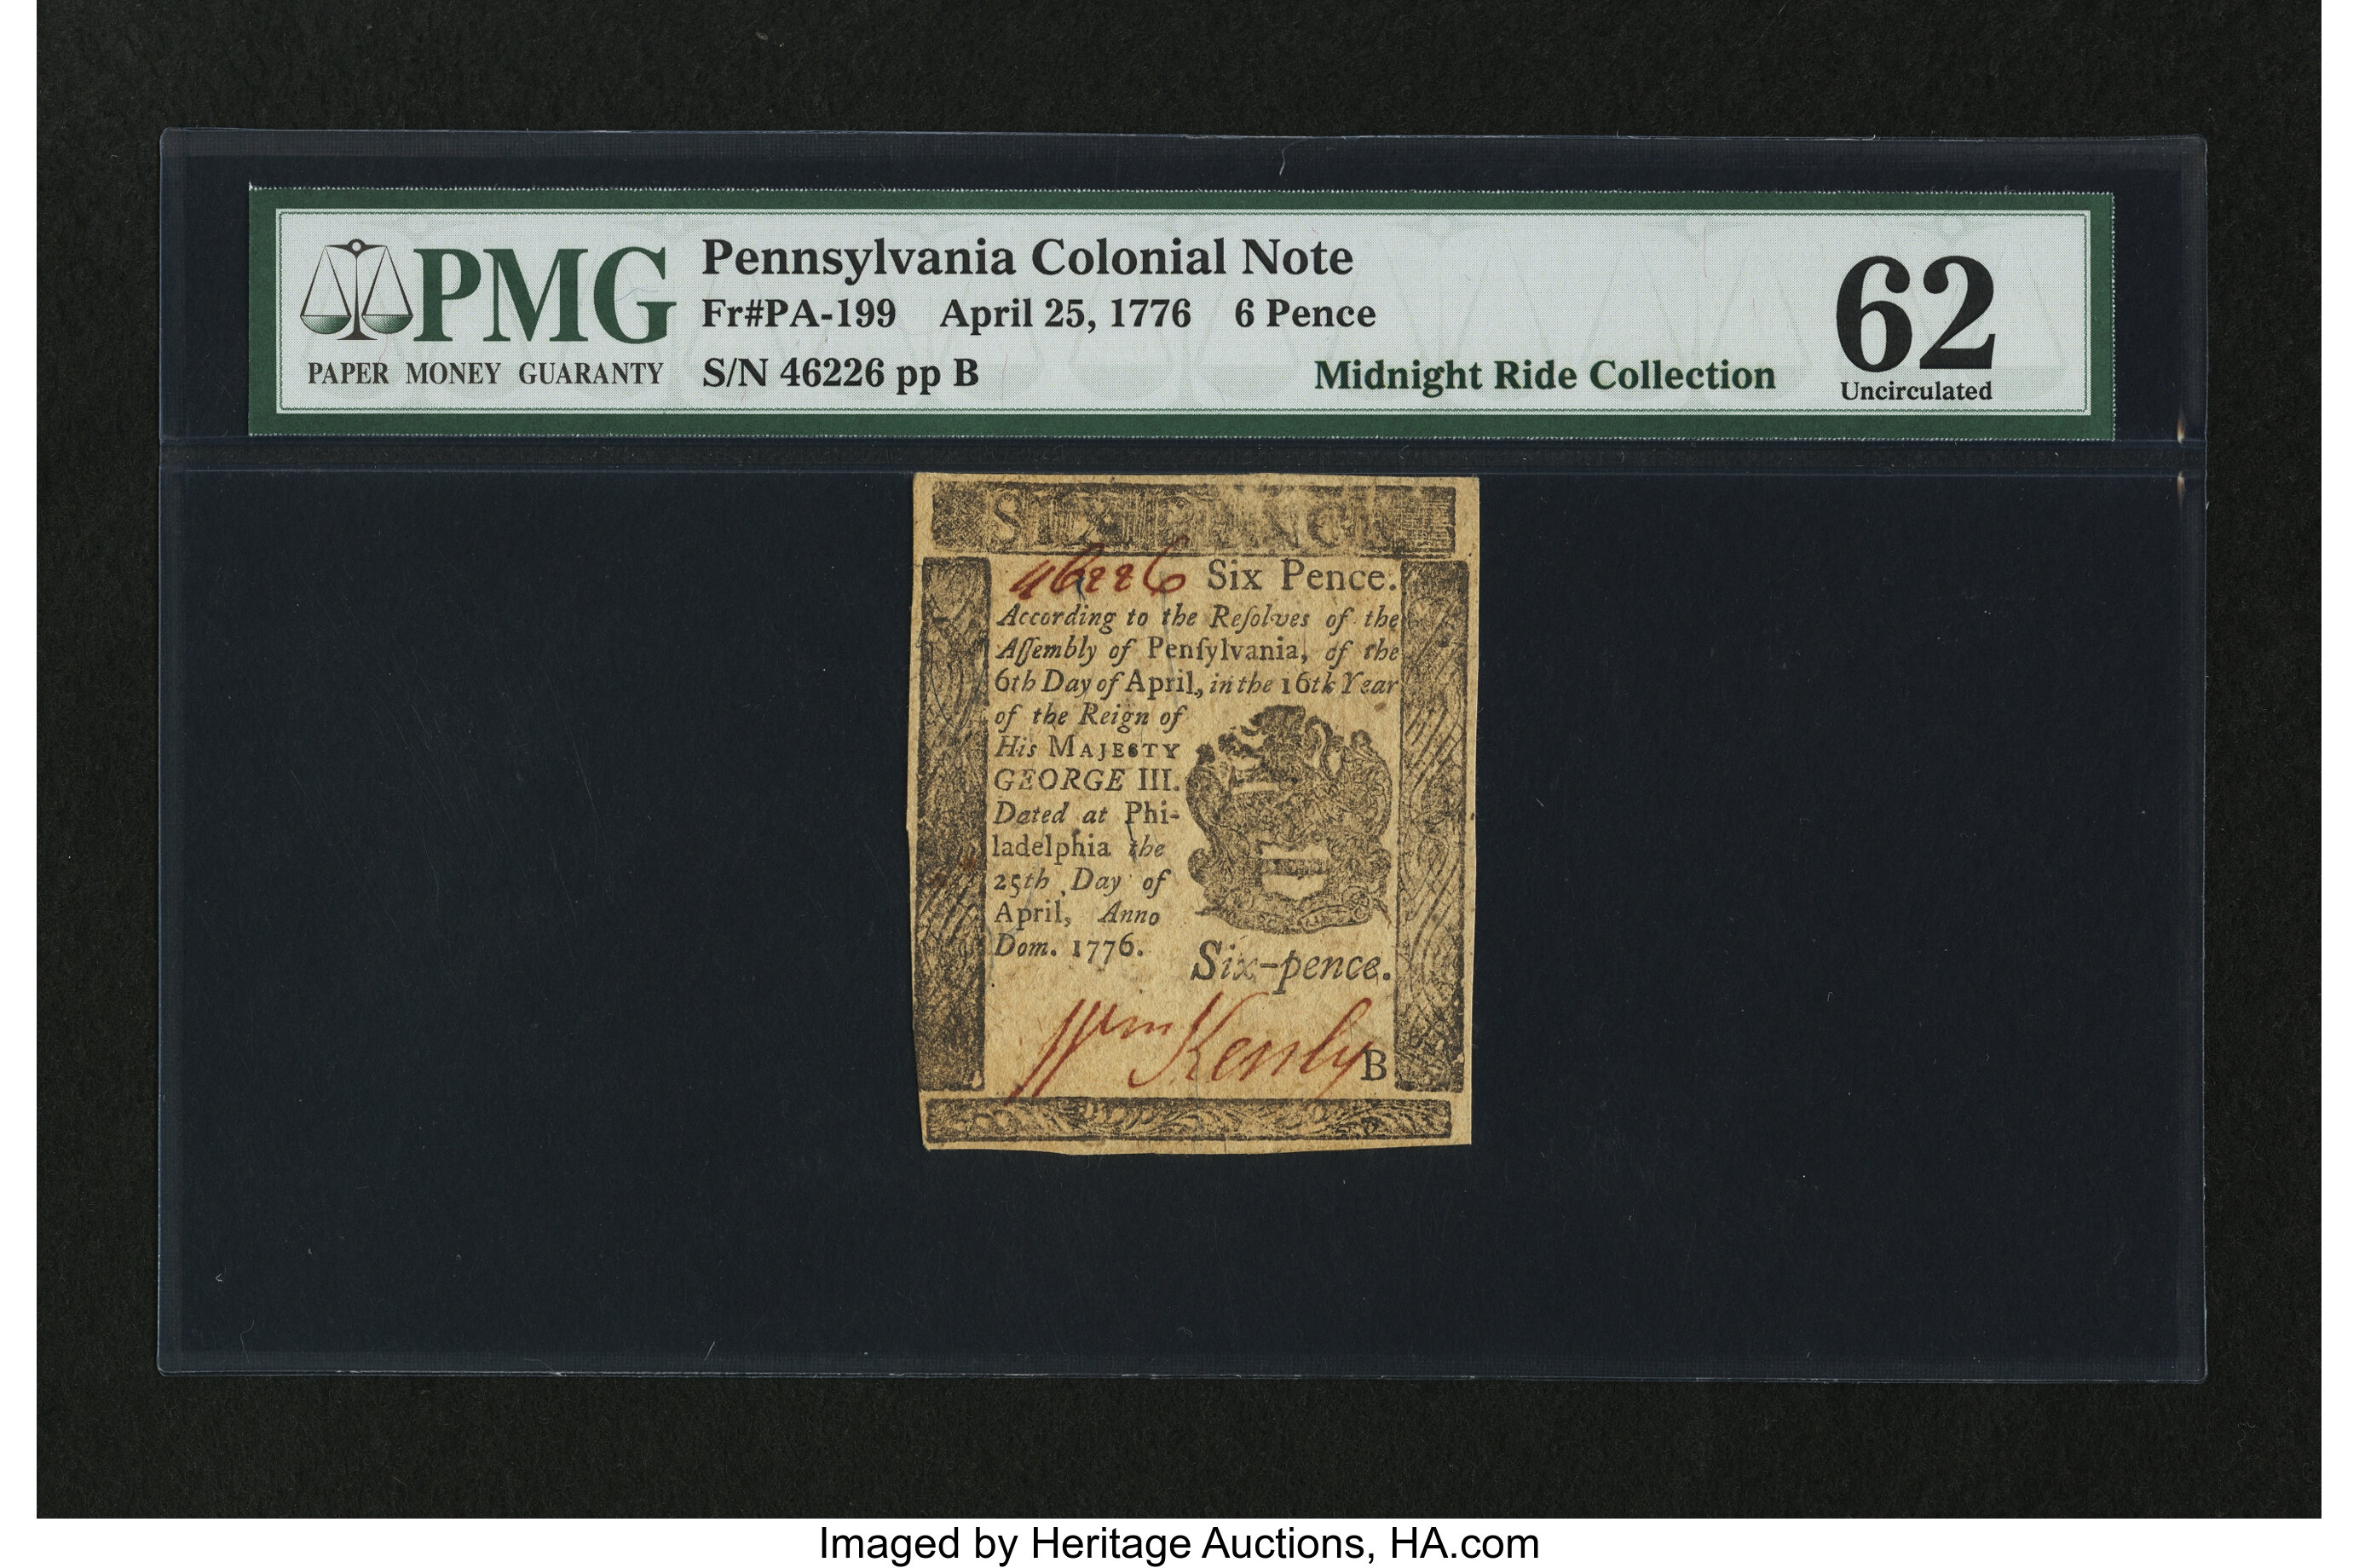 PMG
PAPER MONEY GUARANTY
Pennsylvania Colonial Note
Fr#PA-199 April 25, 1776 6 Pence
S/N 46226 pp B
Midnight Ride Collection
62
Uncirculated
SIX PENCE
46226 Six Pence.
According to the Reſolves of the
Aſſembly of Penſylvania, of the
6th Day of April, in the 16th Year
of the Reign of
His MAJESTY
GEORGE III.
Dated at Phi-
ladelphia the
25th Day of
April, Anno
Dom. 1776.
Six-pence.
Wm Kenly
B
Imaged by Heritage Auctions, HA.com